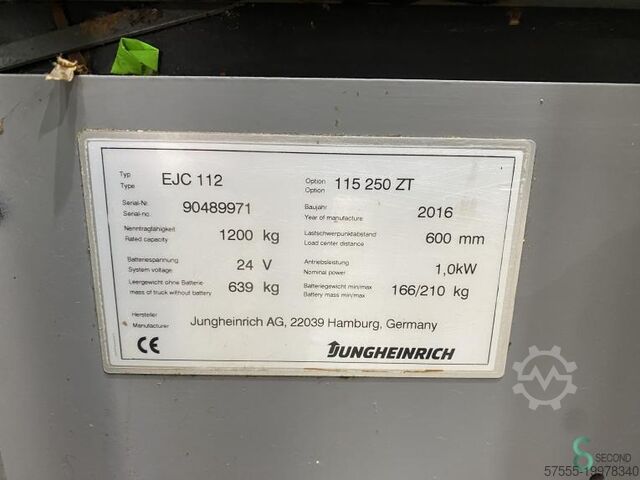 Typ
Type
EJC 112
Option
Option
115 250 ZT
Serial-Nr.
Serial-no.
90489971
Baujahr
Year of manufacture
2016
Nenntragfähigkeit
Rated capacity
1200 kg
Lastschwerpunktabstand
Load center distance
600 mm
Batteriespannung
System voltage
24 V
Antriebsleistung
Nominal power
1,0kW
Leergewicht ohne Batterie
mass of truck without battery
639 kg
Batteriegewicht min/max
Battery mass min/max
166/210 kg
Hersteller
Manufacturer
Jungheinrich AG, 22039 Hamburg, Germany
CE
JUNGHEINRICH
SECOND
57555-19978340